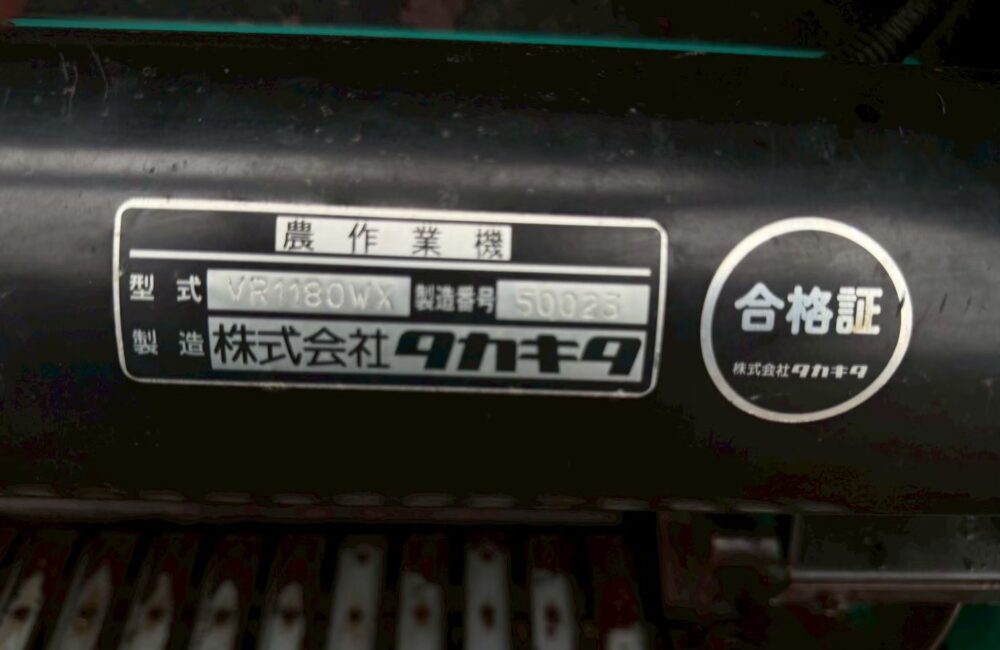 農作業機
型式 VR1180WX 製造番号 50023
製造 株式会社タカキタ
合格証
株式会社タカキタ